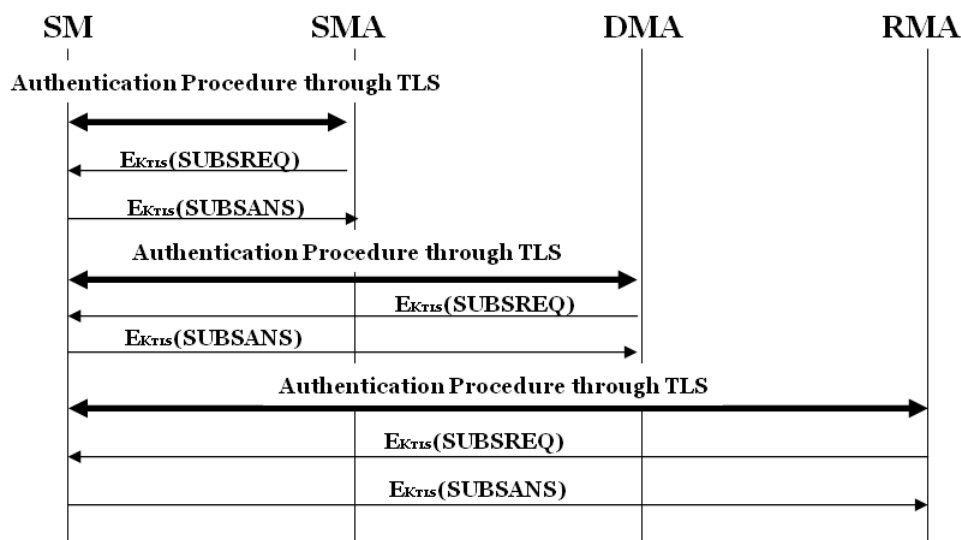 SM SMA DMA RMA
Authentication Procedure through TLS
EKTLS(SUBSREQ)
EKTLS(SUBSANS)
Authentication Procedure through TLS
EKTLS(SUBSREQ)
EKTLS(SUBSANS)
Authentication Procedure through TLS
EKTLS(SUBSREQ)
EKTLS(SUBSANS)